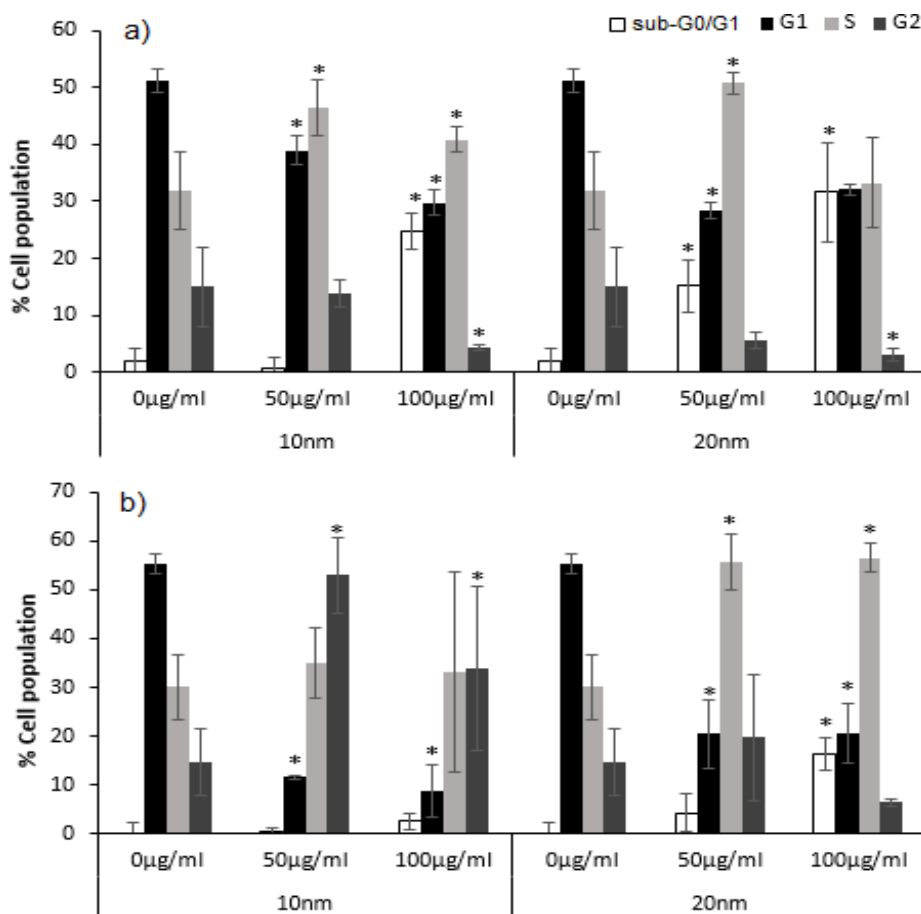 a)
sub-G0/G1 G1 S G2
% Cell population
60
50
40
30
20
10
0
* * * * * * * * * * *
0µg/ml 50µg/ml 100µg/ml 0µg/ml 50µg/ml 100µg/ml
10nm 20nm
b)
% Cell population
70
60
50
40
30
20
10
0
* * * * * * * * *
0µg/ml 50µg/ml 100µg/ml 0µg/ml 50µg/ml 100µg/ml
10nm 20nm